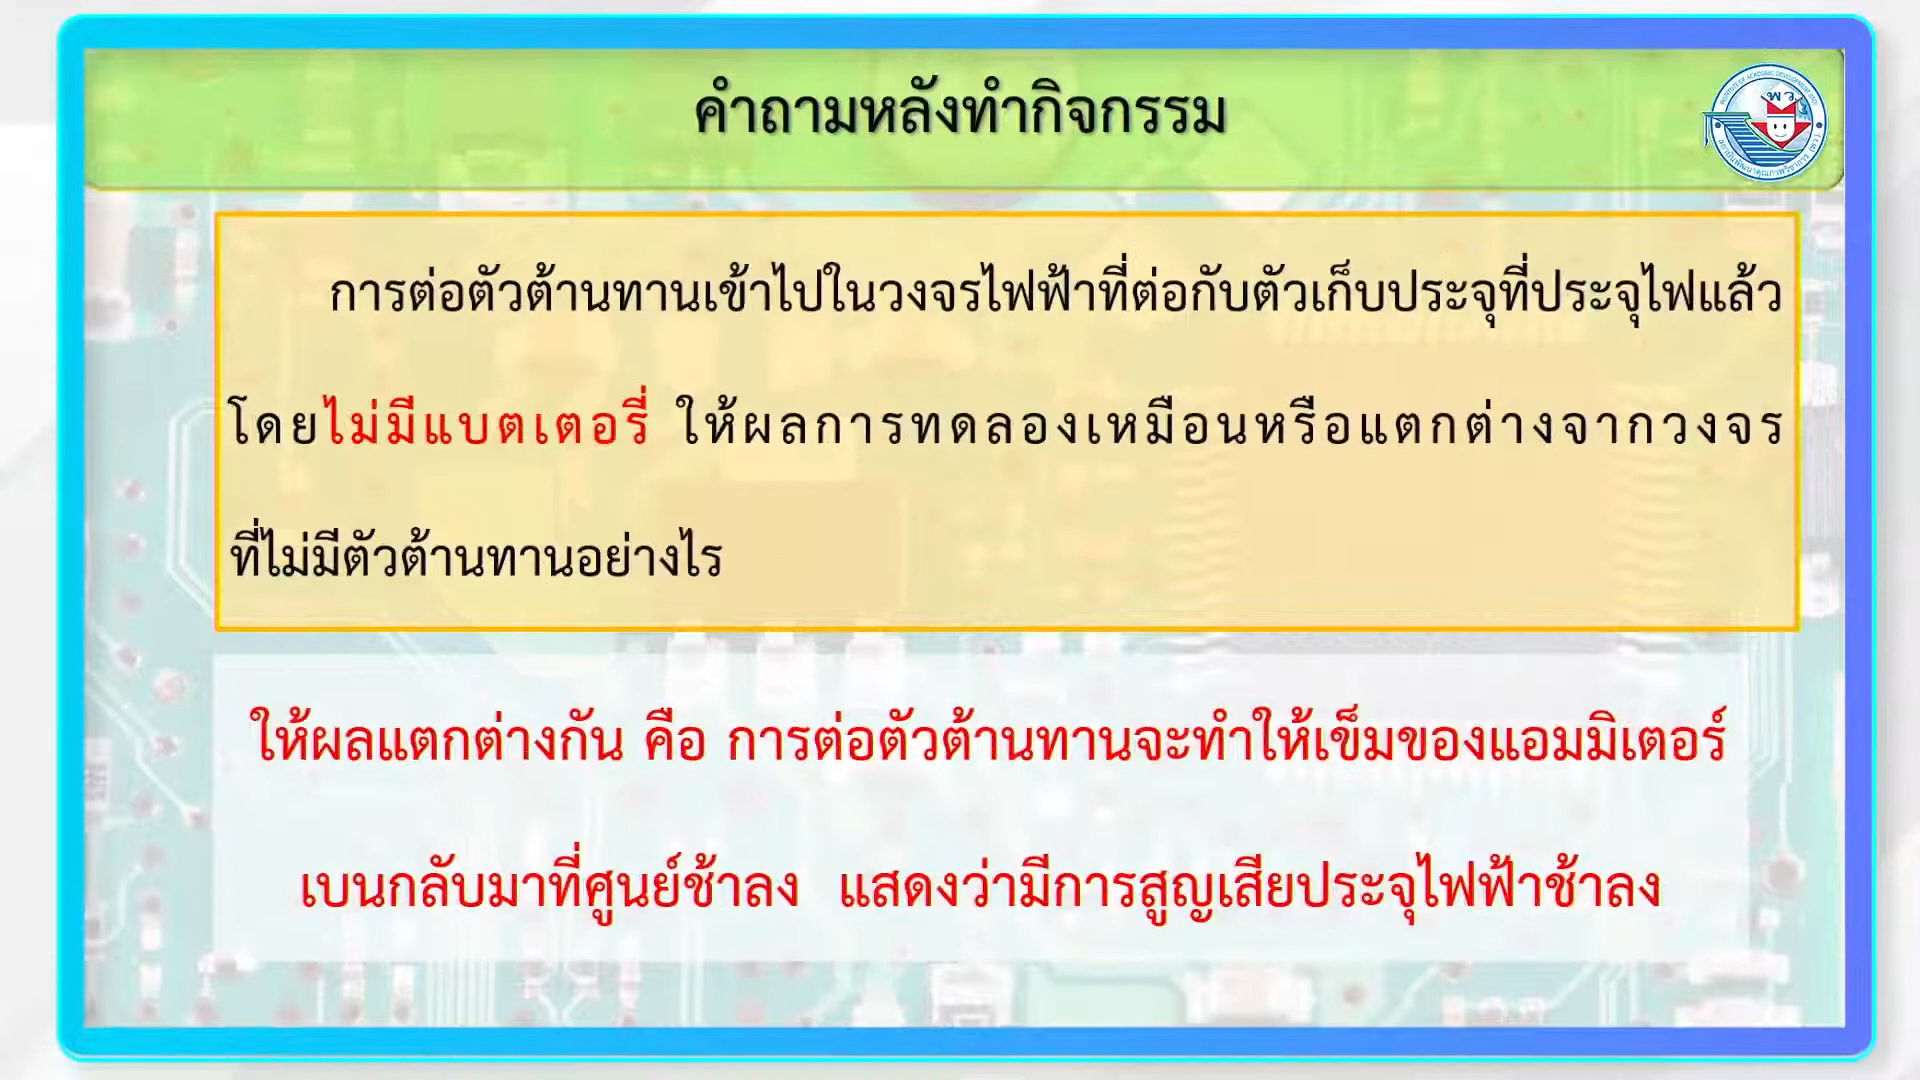 คำถามหลังทำกิจกรรม
พว
การต่อตัวต้านทานเข้าไปในวงจรไฟฟ้าที่ต่อกับตัวเก็บประจุที่ประจุไฟแล้ว
โดยไม่มีแบตเตอรี่ ให้ผลการทดลองเหมือนหรือแตกต่างจากวงจร
ที่ไม่มีตัวต้านทานอย่างไร
ให้ผลแตกต่างกัน คือ การต่อตัวต้านทานจะทำให้เข็มของแอมมิเตอร์
เบนกลับมาที่ศูนย์ช้าลง แสดงว่ามีการสูญเสียประจุไฟฟ้าช้าลง